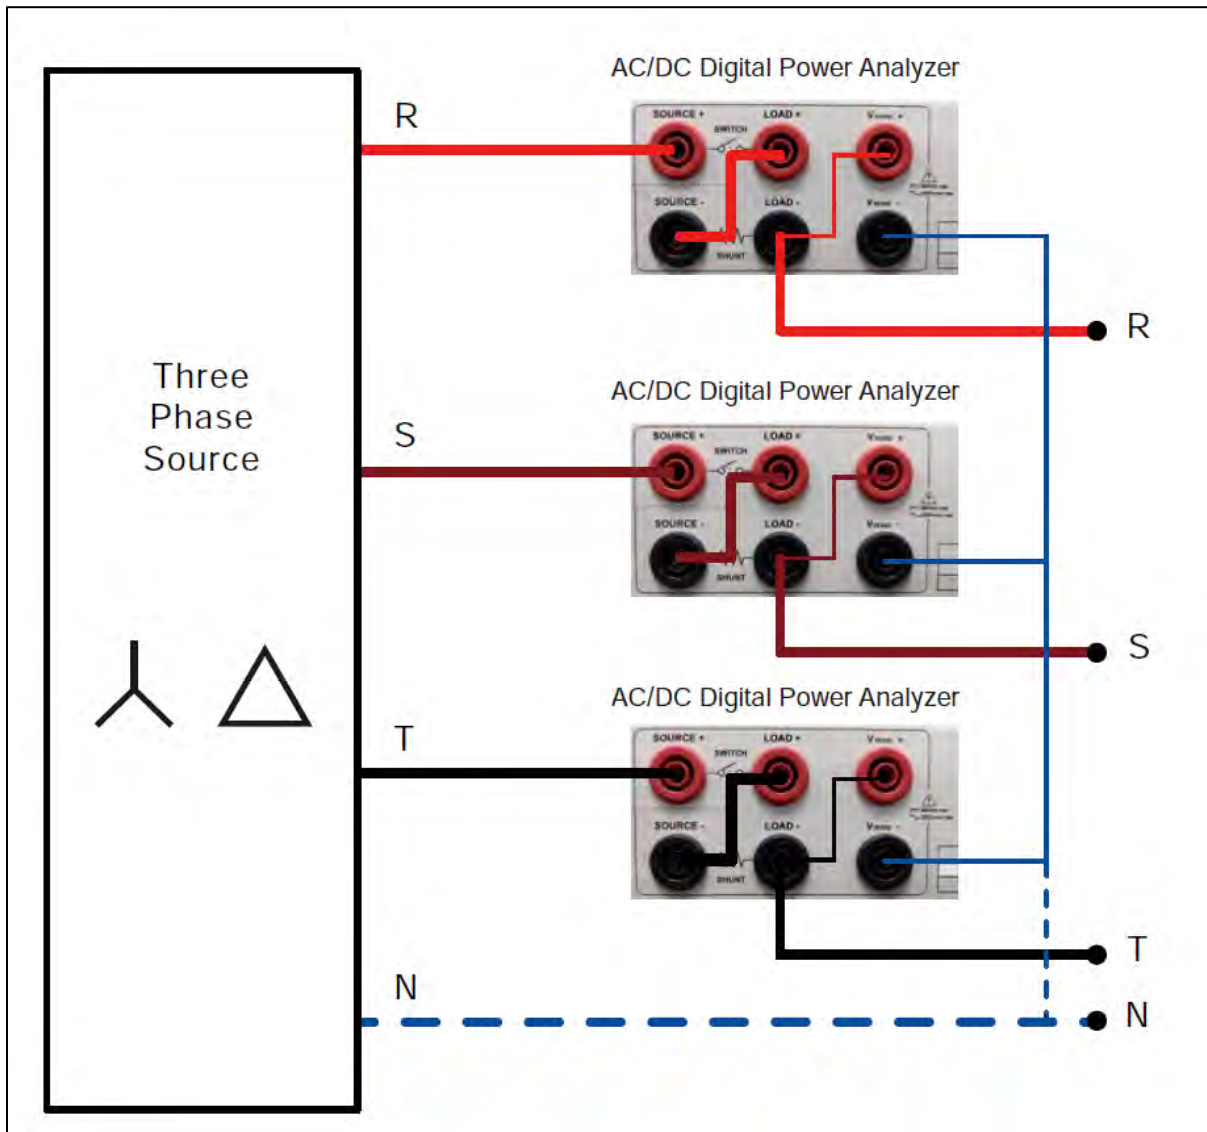 AC/DC Digital Power Analyzer
R
SOURCE +
LOAD +
SWITCH
SOURCE -
LOAD -
SHUNT
R
Three
Phase
Source
AC/DC Digital Power Analyzer
S
SOURCE +
LOAD +
SWITCH
SOURCE -
LOAD -
SHUNT
S
AC/DC Digital Power Analyzer
T
SOURCE +
LOAD +
SWITCH
SOURCE -
LOAD -
SHUNT
T
N
N